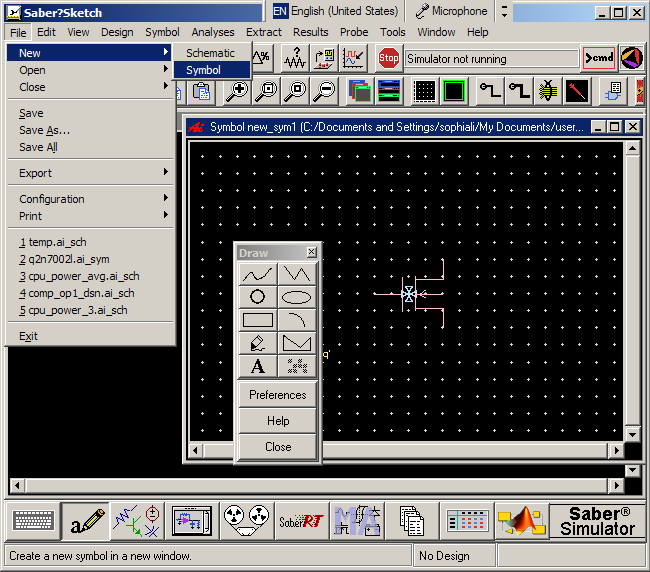 Saber?Sketch
EN English (United States) Microphone
File Edit View Design Symbol Analyses Extract Results Probe Tools Window Help
New
Open
Close
Save
Save As...
Save All
Export
Configuration
Print
1 temp.ai_sch
2 q2n7002l.ai_sym
3 cpu_power_avg.ai_sch
4 comp_op1_dsn.ai_sch
5 cpu_power_3.ai_sch
Exit
Schematic
Symbol
Stop Simulator not running >cmd
Symbol new_sym1 (C:/Documents and Settings/sophiali/My Documents/user...
Draw
A
Preferences
Help
Close
a
SaberRT
Saber®
Simulator
Create a new symbol in a new window.
No Design